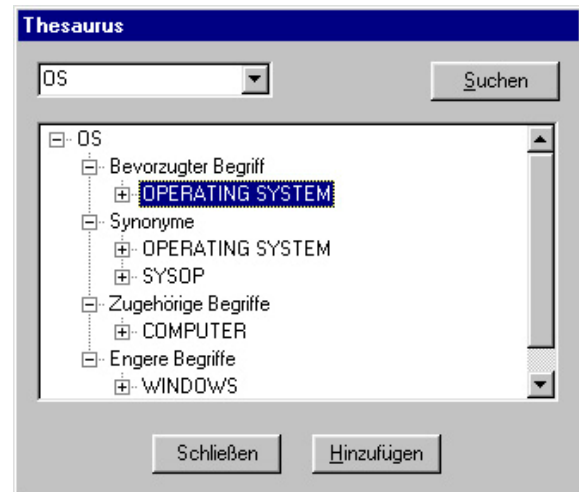 Thesaurus
OS
Suchen
OS
Bevorzugter Begriff
OPERATING SYSTEM
Synonyme
OPERATING SYSTEM
SYSOP
Zugehörige Begriffe
COMPUTER
Engere Begriffe
WINDOWS
Schließen Hinzufügen